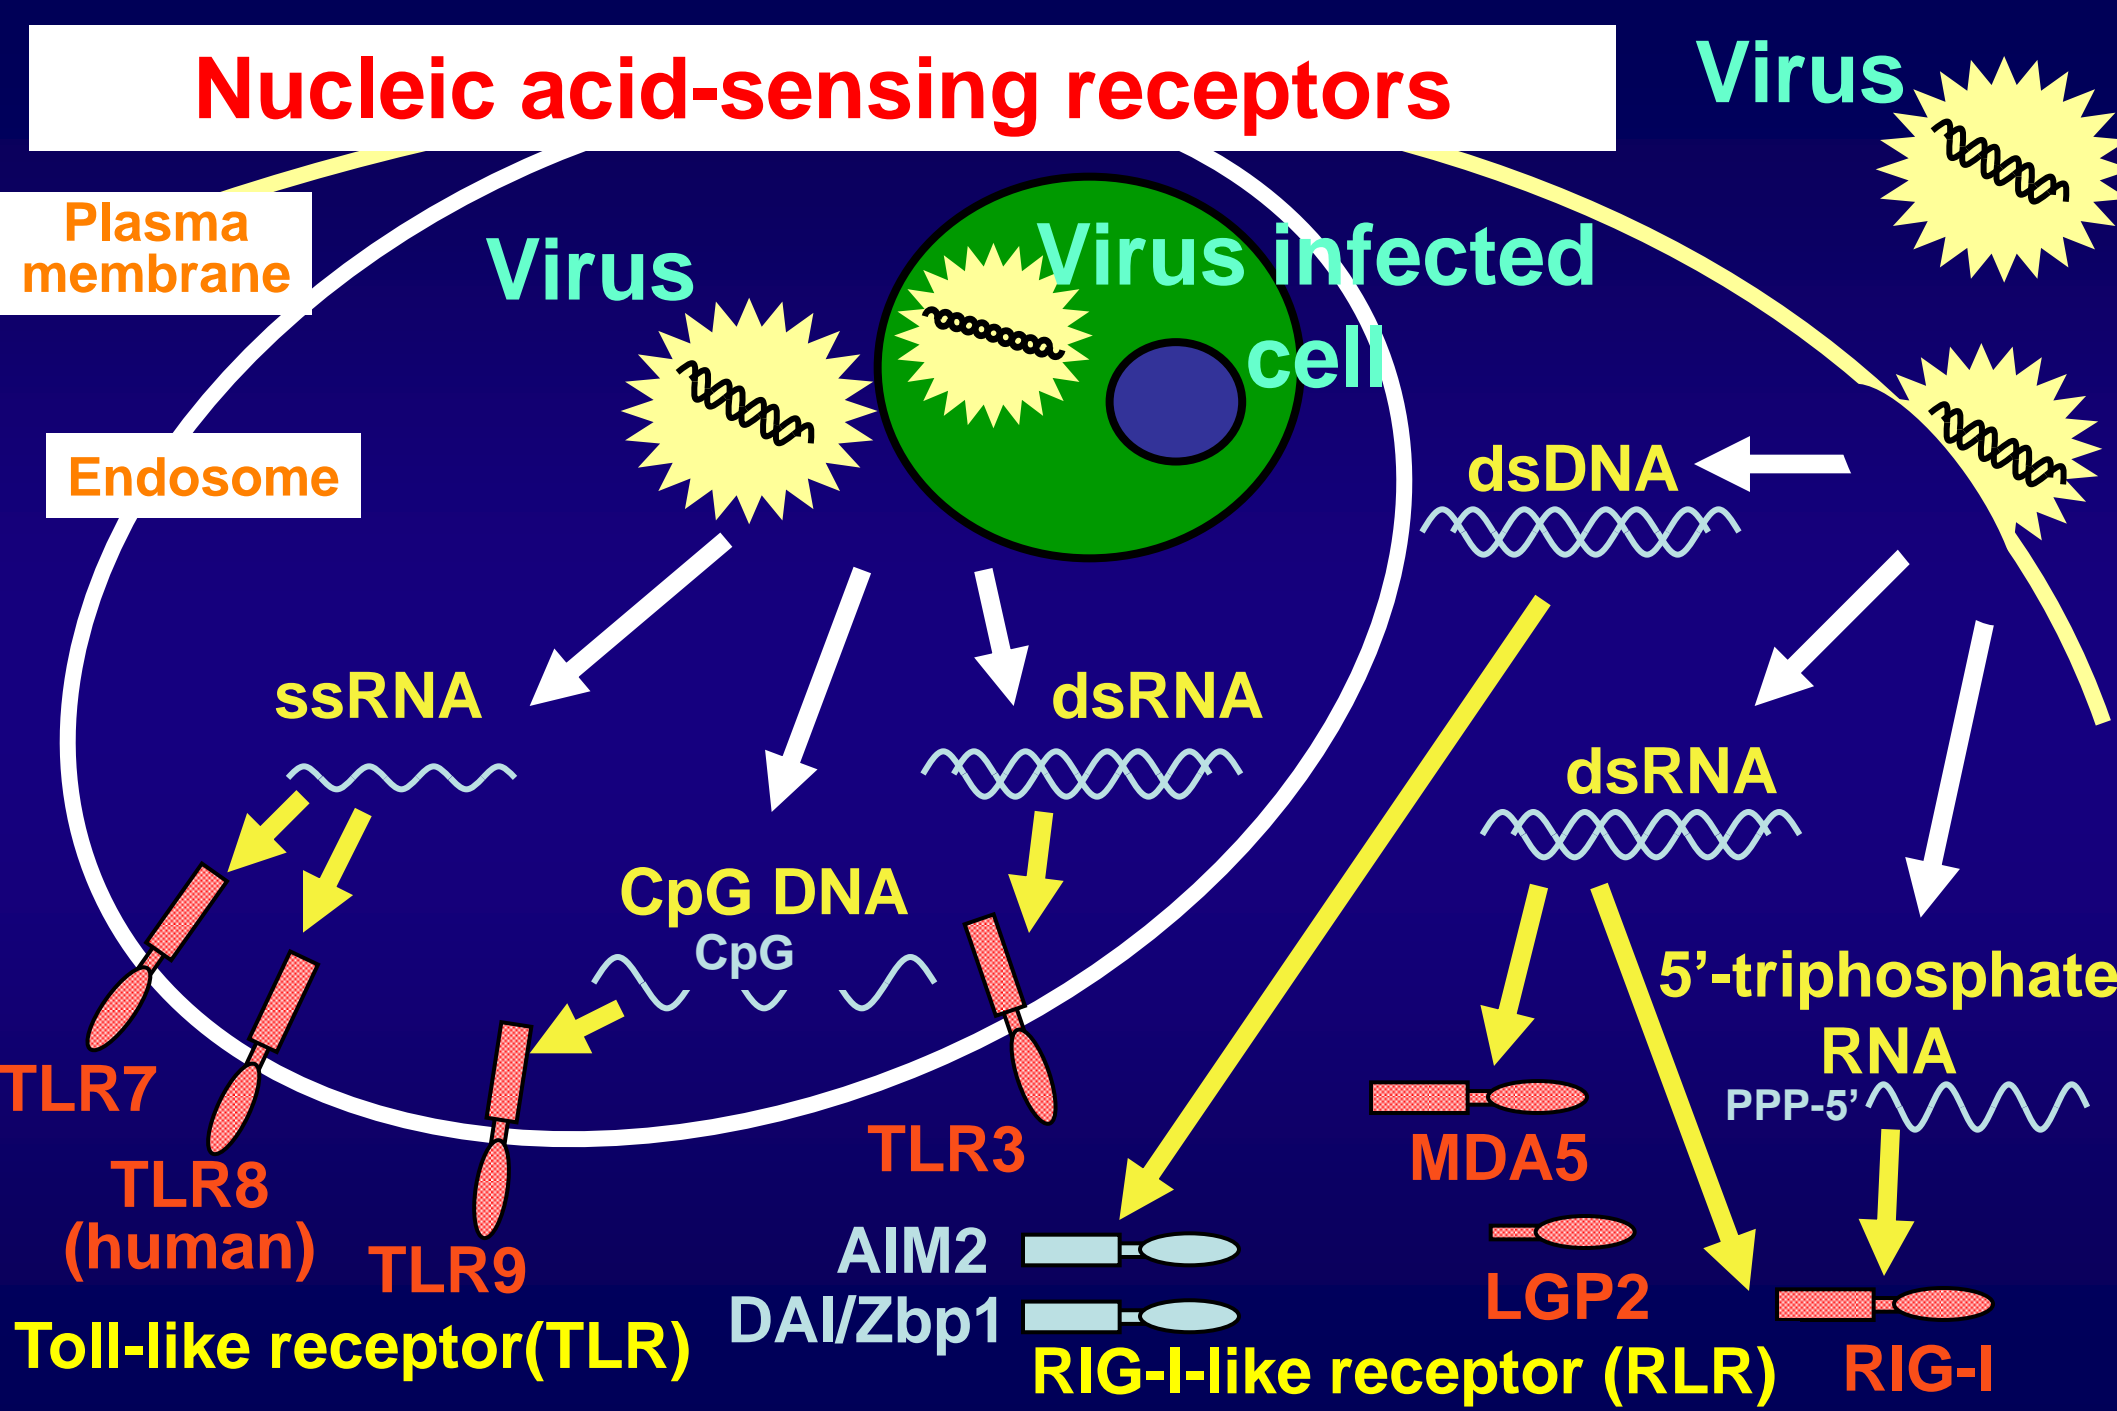 Nucleic acid-sensing receptors
Virus
Plasma
membrane
Virus
Virus infected
cell
Endosome
dsDNA
ssRNA
dsRNA
dsRNA
CpG DNA
CpG
5’-triphosphate
RNA
PPP-5’
TLR7
TLR8
(human)
TLR9
TLR3
MDA5
AIM2
DAI/Zbp1
LGP2
RIG-I
Toll-like receptor(TLR)
RIG-I-like receptor (RLR)